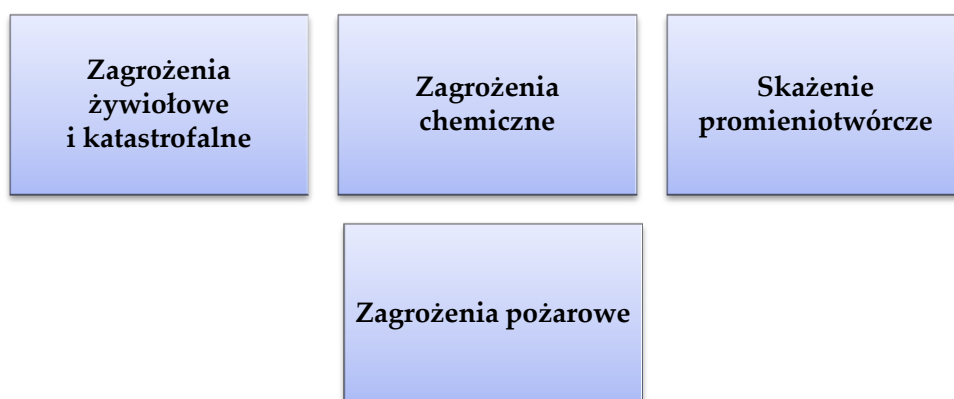 Zagrożenia
żywiołowe
i katastrofalne
Zagrożenia
chemiczne
Skażenie
promieniotwórcze
Zagrożenia pożarowe